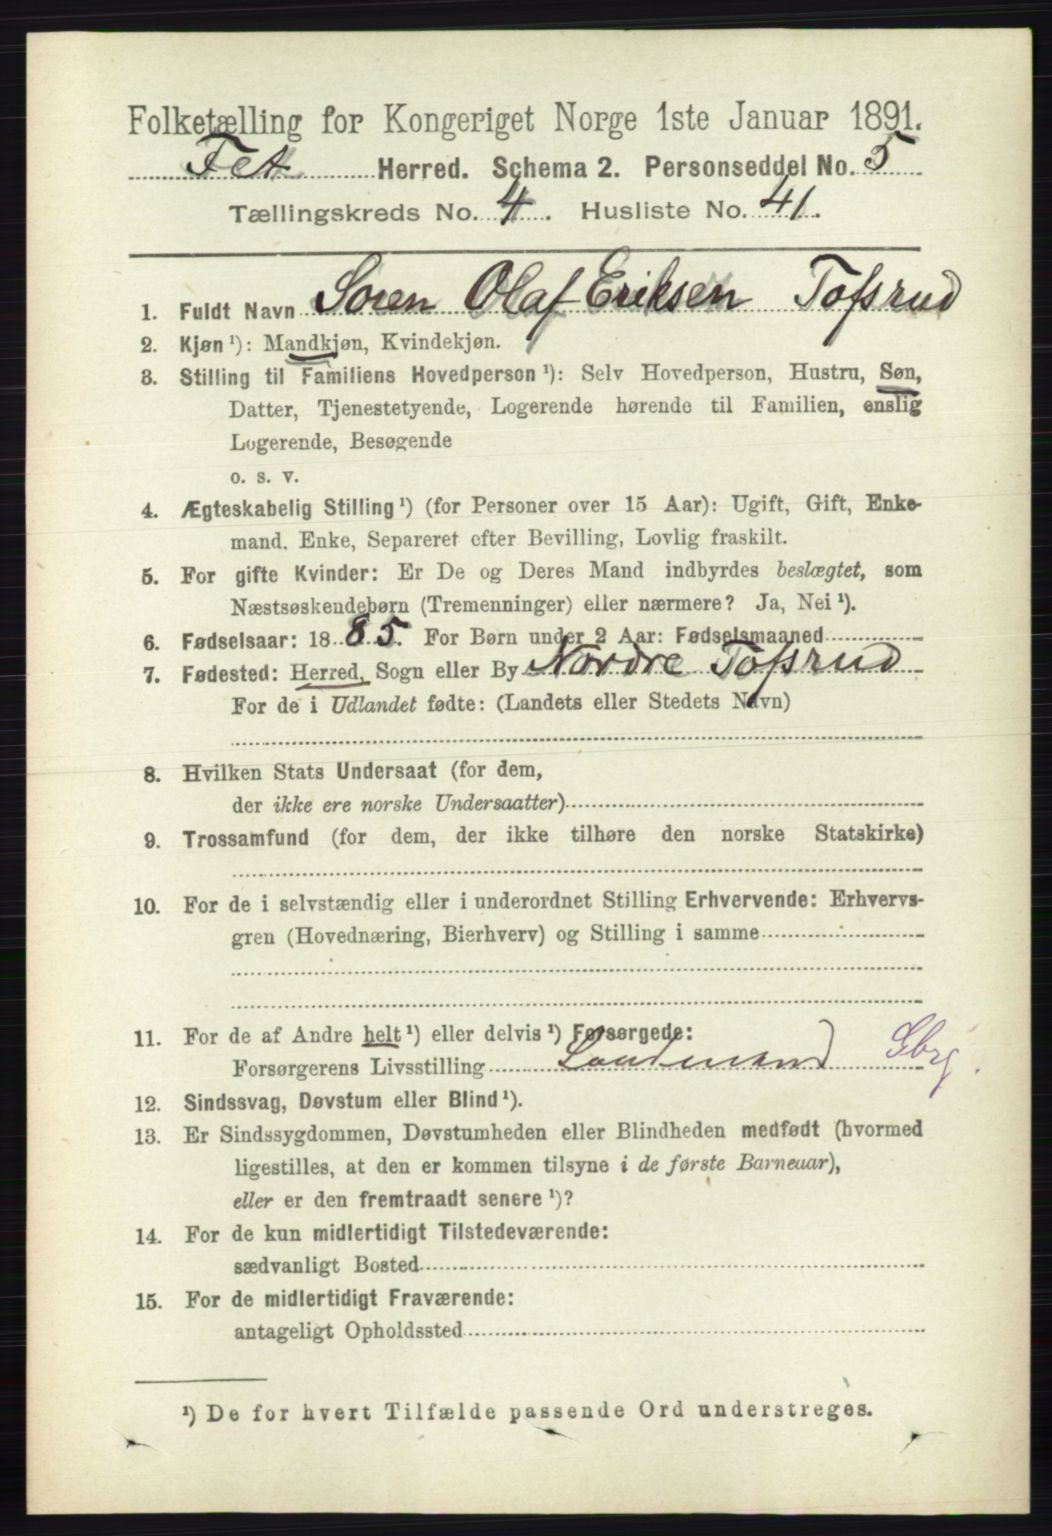 Folketælling for Kongeriget Norge 1ste Januar 1891.
Fet Herred. Schema 2. Personseddel No. 5
Tællingskreds No. 4. Husliste No. 41.
1. Fuldt Navn Soren Olaf Eriksen Tofsrud
2. Kjøn ¹): Mandkjøn, Kvindekjøn.
3. Stilling til Familiens Hovedperson ¹): Selv Hovedperson, Hustru, Søn,
Datter, Tjenestetyende, Logerende hørende til Familien, enslig
Logerende, Besøgende
o. s. v.
4. Ægteskabelig Stilling ¹) (for Personer over 15 Aar): Ugift, Gift, Enke-
mand, Enke, Separeret efter Bevilling, Lovlig fraskilt.
5. For gifte Kvinder: Er De og Deres Mand indbyrdes beslægtet, som
Næstsøskendebørn (Tremenninger) eller nærmere? Ja, Nei ¹).
6. Fødselsaar: 1885. For Børn under 2 Aar: Fødselsmaaned
7. Fødested: Herred, Sogn eller By Nordre Tofsrud
For de i Udlandet fødte: (Landets eller Stedets Navn)
8. Hvilken Stats Undersaat (for dem,
der ikke ere norske Undersaatter)
9. Trossamfund (for dem, der ikke tilhøre den norske Statskirke)
10. For de i selvstændig eller i underordnet Stilling Erhvervende: Erhvervs-
gren (Hovednæring, Bierhverv) og Stilling i samme
11. For de af Andre helt ¹) eller delvis ¹) Forsørgede:
Forsørgerens Livsstilling Landmand Gbrg.
12. Sindssvag, Døvstum eller Blind ¹).
13. Er Sindssygdommen, Døvstumheden eller Blindheden medfødt (hvormed
ligestilles, at den er kommen tilsyne i de første Barneaar),
eller er den fremtraadt senere ¹)?
14. For de kun midlertidigt Tilstedeværende:
sædvanligt Bosted
15. For de midlertidigt Fraværende:
antageligt Opholdssted
¹) De for hvert Tilfælde passende Ord understreges.